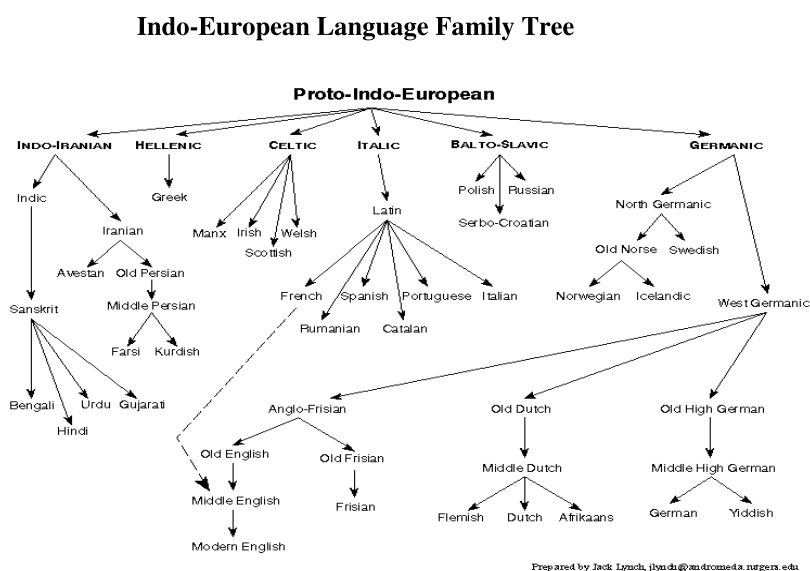 Indo-European Language Family Tree
Proto-Indo-European
INDO-IRANIAN HELLENIC CELTIC ITALIC BALTO-SLAVIC GERMANIC
Indic Greek Polish Russian
Latin North Germanic
Iranian Manx Irish Welsh Serbo-Croatian
Scottish Old Norse Swedish
Avestan Old Persian
French Spanish Portuguese Italian Norwegian Icelandic
Sanskrit Middle Persian West Germanic
Rumanian Catalan
Farsi Kurdish
Bengali Urdu Gujarati Anglo-Frisian Old Dutch Old High German
Hindi
Old English Old Frisian
Middle Dutch Middle High German
Middle English Frisian
Flemish Dutch Afrikaans German Yiddish
Modern English
Prepared by Jack Lynch, jlynch@andromeda.rutgers.edu